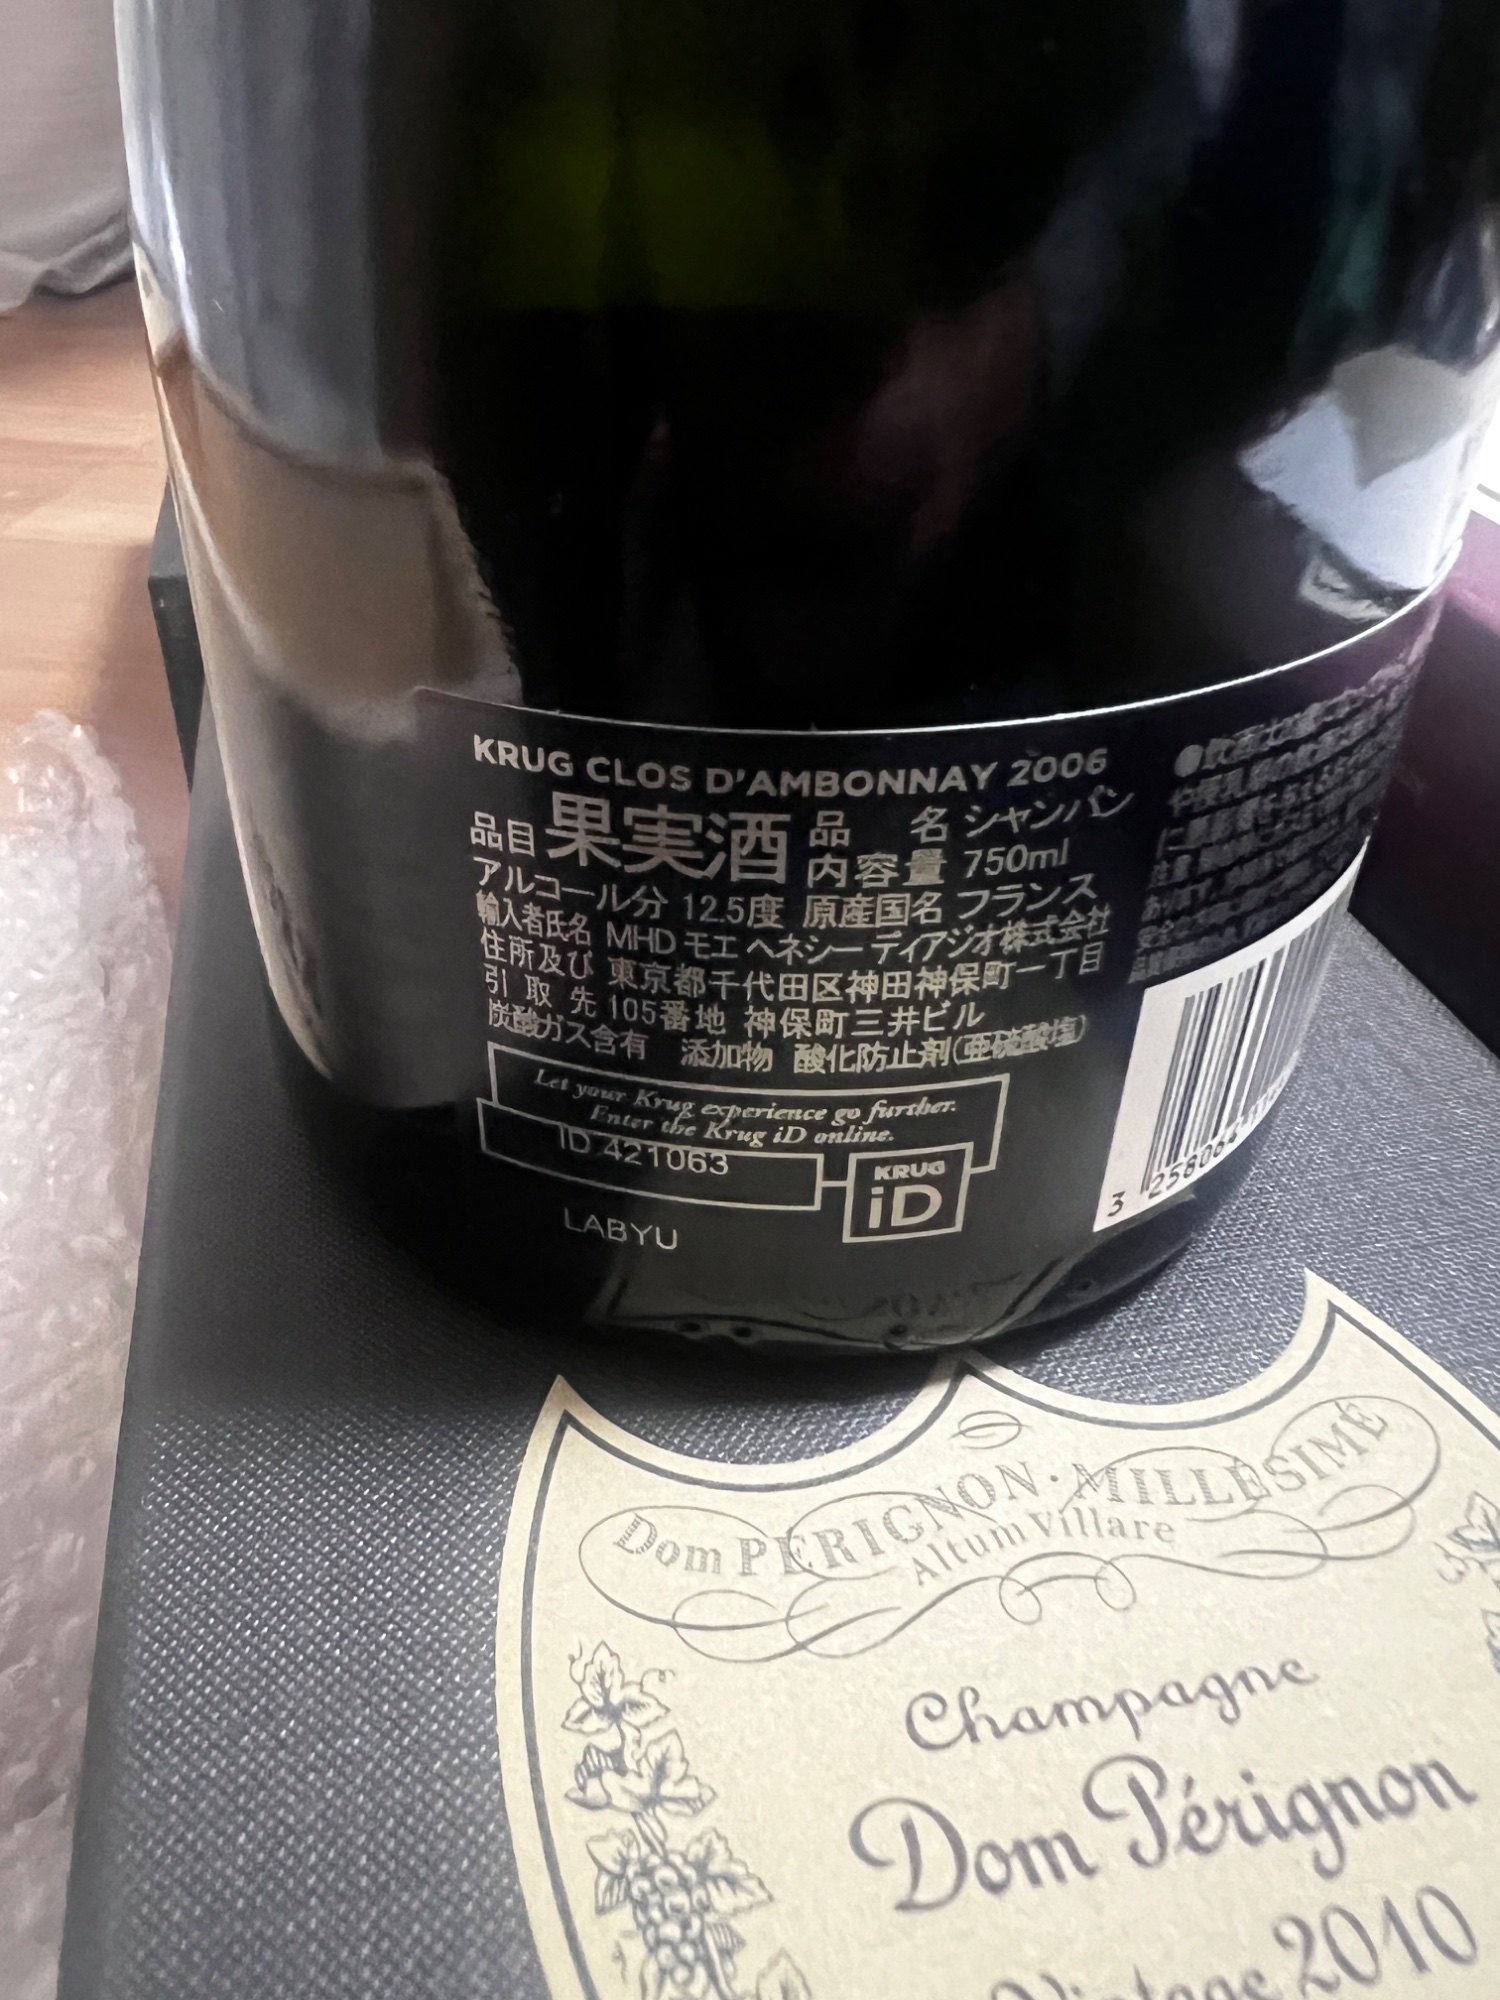 KRUG CLOS D'AMBONNAY 2006
品目 果実酒 品 名 シャンパン
内容量 750ml
アルコール分 12.5度 原産国名 フランス
輸入者氏名 MHD モエ ヘネシー ディアジオ株式会社
住所及び 東京都千代田区神田神保町一丁目
引 取 先 105番地 神保町三井ビル
炭酸ガス含有 添加物 酸化防止剤(亜硫酸塩)
Let your Krug experience go further.
Enter the Krug iD online.
ID 421063
KRUG
iD
LABYU
Dom PERIGNON · MILLÉSIMÉ
Altum Villare
Champagne
Dom Pérignon
Vintage 2010